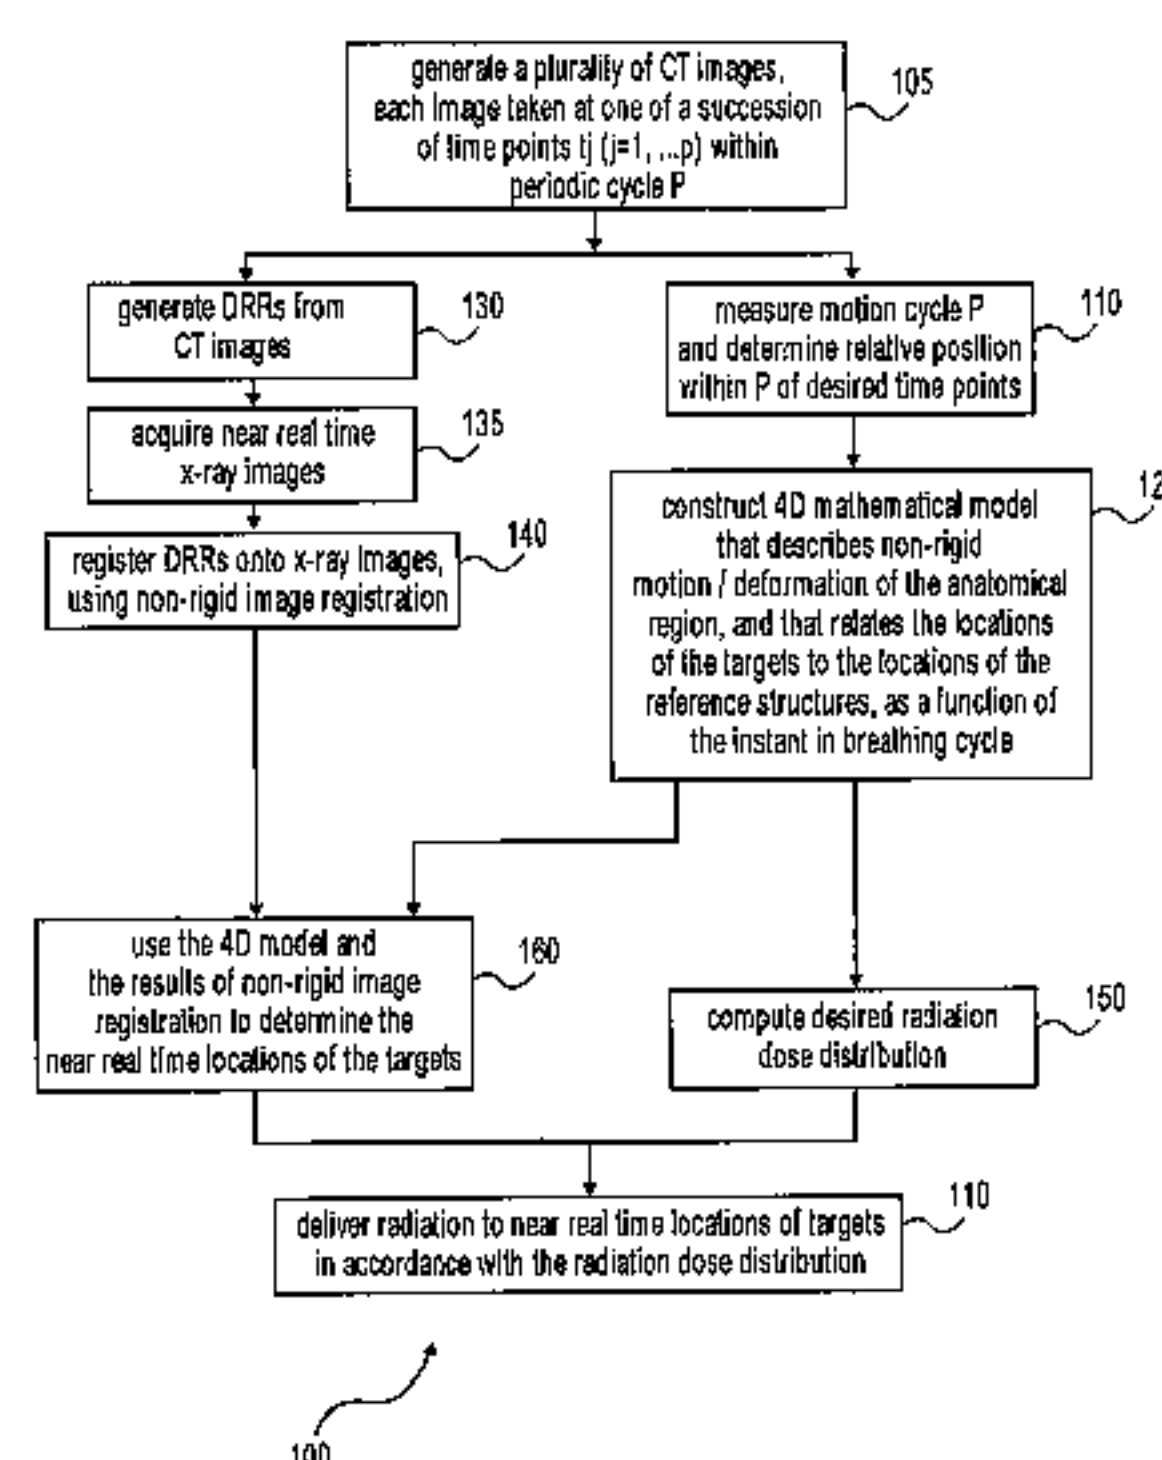 generate a plurality of CT images,
each image taken at one of a succession
of time points tj (j=1, ...p) within
periodic cycle P
105
generate DRRs from
CT images
130
measure motion cycle P
and determine relative position
within P of desired time points
110
acquire near real time
x-ray images
135
register DRRs onto x-ray images,
using non-rigid image registration
140
construct 4D mathematical model
that describes non-rigid
motion / deformation of the anatomical
region, and that relates the locations
of the targets to the locations of the
reference structures, as a function of
the instant in breathing cycle
12
use the 4D model and
the results of non-rigid image
registration to determine the
near real time locations of the targets
160
compute desired radiation
dose distribution
150
deliver radiation to near real time locations of targets
in accordance with the radiation dose distribution
110
100